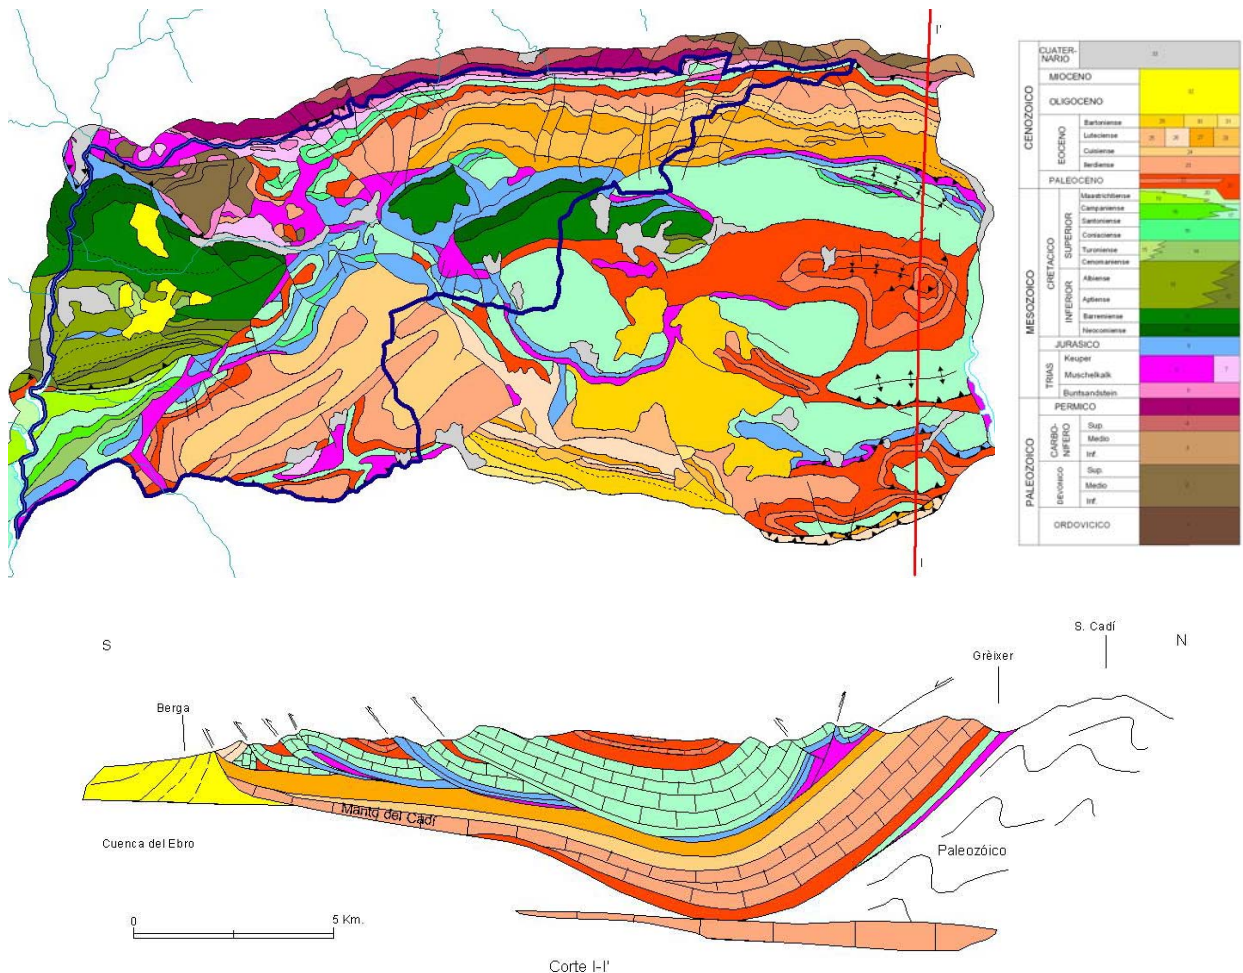 I'
I
CENOZOICO
MESOZOICO
PALEOZOICO
CUATER-
NARIO
MIOCENO
OLIGOCENO
EOCENO
Bartoniense
Luteciense
Cuisiense
Ilerdiense
PALEOCENO
CRETACICO
SUPERIOR
Maastrichtiense
Campaniense
Santoniense
Coniaciense
Turoniense
Cenomaniense
INFERIOR
Albiense
Aptiense
Barremiense
Neocomiense
JURASICO
TRIAS
Keuper
Muschelkalk
Buntsandstein
PERMICO
CARBO-
NIFERO
Sup.
Medio
Inf.
DEVONICO
Sup.
Medio
Inf.
ORDOVICICO
S
N
S. Cadí
Grèixer
Berga
Manto del Cadí
Cuenca del Ebro
Paleozóico
0
5 Km.
Corte I-I'